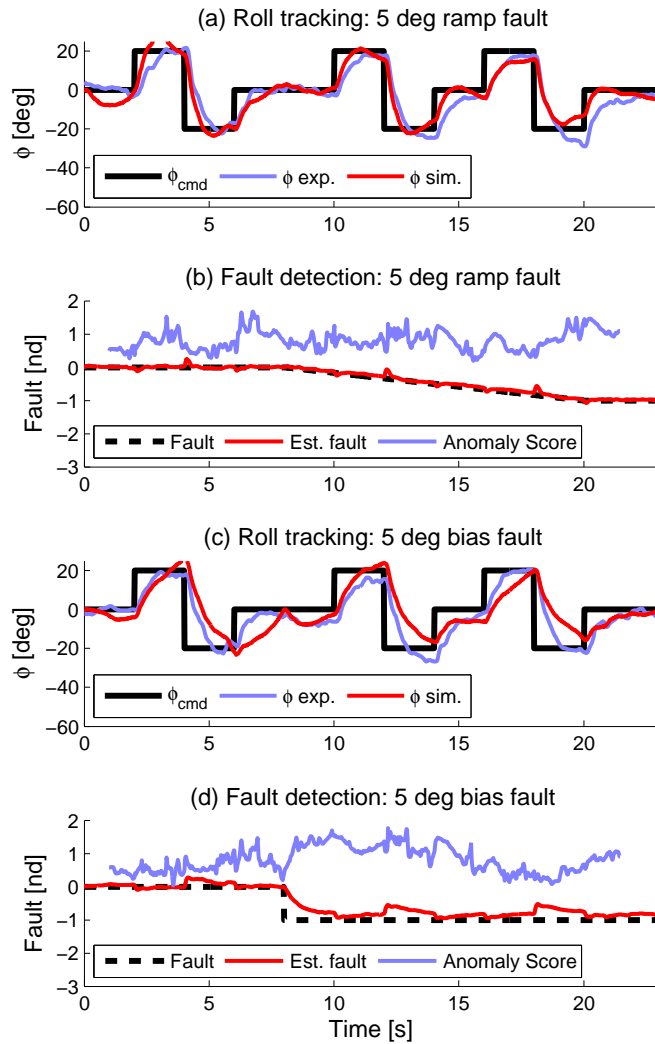 (a) Roll tracking: 5 deg ramp fault
20
0
-20
-40
-60
ϕ [deg]
ϕcmd ϕ exp. ϕ sim.
0 5 10 15 20
(b) Fault detection: 5 deg ramp fault
2
1
0
-1
-2
-3
Fault [nd]
Fault Est. fault Anomaly Score
0 5 10 15 20
(c) Roll tracking: 5 deg bias fault
20
0
-20
-40
-60
ϕ [deg]
ϕcmd ϕ exp. ϕ sim.
0 5 10 15 20
(d) Fault detection: 5 deg bias fault
2
1
0
-1
-2
-3
Fault [nd]
Fault Est. fault Anomaly Score
0 5 10 15 20
Time [s]